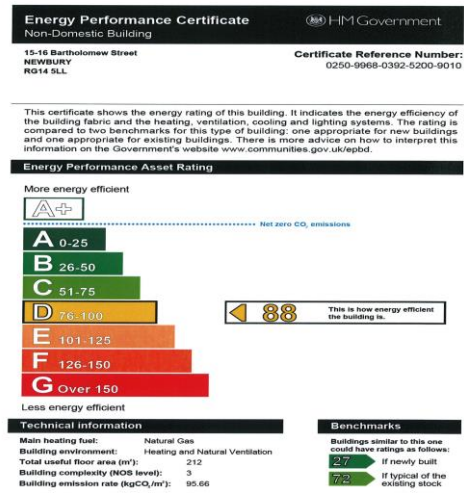 Energy Performance Certificate
HM Government
Non-Domestic Building
15-16 Bartholomew Street
NEWBURY
RG14 5LL
Certificate Reference Number:
0250-9968-0392-5200-9010
This certificate shows the energy rating of this building. It indicates the energy efficiency of
the building fabric and the heating, ventilation, cooling and lighting systems. The rating is
compared to two benchmarks for this type of building: one appropriate for new buildings
and one appropriate for existing buildings. There is more advice on how to interpret this
information on the Government's website www.communities.gov.uk/epbd.
Energy Performance Asset Rating
More energy efficient
A+
Net zero CO₂ emissions
A 0-25
B 26-50
C 51-75
D 76-100
88
This is how energy efficient
the building is.
E 101-125
F 126-150
G Over 150
Less energy efficient
Technical information
Main heating fuel: Natural Gas
Building environment: Heating and Natural Ventilation
Total useful floor area (m²): 212
Building complexity (NOS level): 3
Building emission rate (kgCO₂/m²): 95.66
Benchmarks
Buildings similar to this one
could have ratings as follows:
27 If newly built
72 If typical of the
existing stock